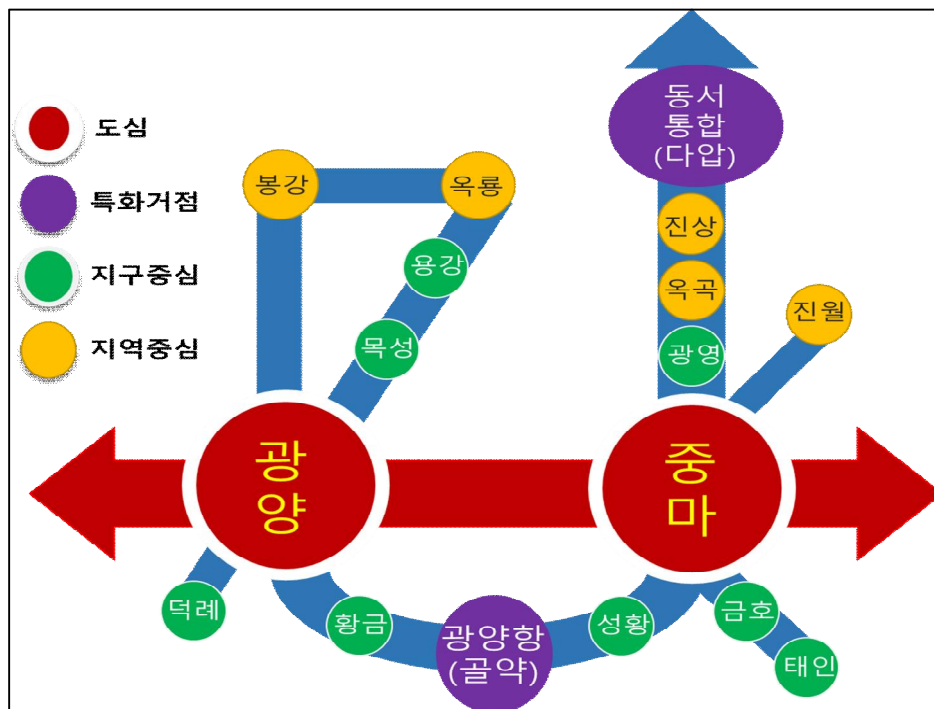 도심
특화거점
지구중심
지역중심
동서
통합
(다압)
봉강
옥룡
진상
용강
옥곡
진월
목성
광영
광
양
중
마
덕례
황금
광양항
(골약)
성황
금호
태인